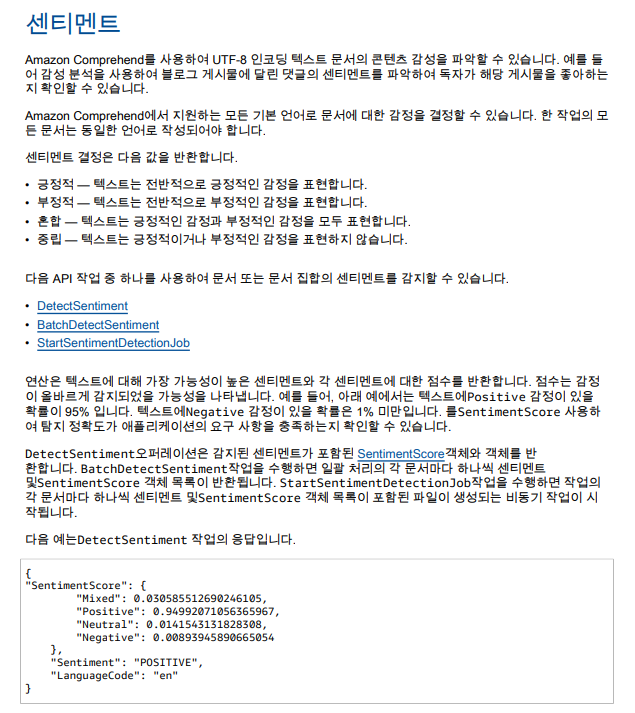 센티멘트
Amazon Comprehend를 사용하여 UTF-8 인코딩 텍스트 문서의 콘텐츠 감성을 파악할 수 있습니다. 예를 들
어 감성 분석을 사용하여 블로그 게시물에 달린 댓글의 센티멘트를 파악하여 독자가 해당 게시물을 좋아하는
지 확인할 수 있습니다.
Amazon Comprehend에서 지원하는 모든 기본 언어로 문서에 대한 감정을 결정할 수 있습니다. 한 작업의 모
든 문서는 동일한 언어로 작성되어야 합니다.
센티멘트 결정은 다음 값을 반환합니다.
• 긍정적 — 텍스트는 전반적으로 긍정적인 감정을 표현합니다.
• 부정적 — 텍스트는 전반적으로 부정적인 감정을 표현합니다.
• 혼합 — 텍스트는 긍정적인 감정과 부정적인 감정을 모두 표현합니다.
• 중립 — 텍스트는 긍정적이거나 부정적인 감정을 표현하지 않습니다.
다음 API 작업 중 하나를 사용하여 문서 또는 문서 집합의 센티멘트를 감지할 수 있습니다.
• DetectSentiment
• BatchDetectSentiment
• StartSentimentDetectionJob
연산은 텍스트에 대해 가장 가능성이 높은 센티멘트와 각 센티멘트에 대한 점수를 반환합니다. 점수는 감정
이 올바르게 감지되었을 가능성을 나타냅니다. 예를 들어, 아래 예에서는 텍스트에Positive 감정이 있을
확률이 95% 입니다. 텍스트에Negative 감정이 있을 확률은 1% 미만입니다. 를SentimentScore 사용하
여 탐지 정확도가 애플리케이션의 요구 사항을 충족하는지 확인할 수 있습니다.
DetectSentiment오퍼레이션은 감지된 센티멘트가 포함된 SentimentScore객체와 객체를 반
환합니다. BatchDetectSentiment작업을 수행하면 일괄 처리의 각 문서마다 하나씩 센티멘트
및SentimentScore 객체 목록이 반환됩니다. StartSentimentDetectionJob작업을 수행하면 작업의
각 문서마다 하나씩 센티멘트 및SentimentScore 객체 목록이 포함된 파일이 생성되는 비동기 작업이 시
작됩니다.
다음 예는DetectSentiment 작업의 응답입니다.
{
"SentimentScore": {
"Mixed": 0.030585512690246105,
"Positive": 0.94992071056365967,
"Neutral": 0.0141543131828308,
"Negative": 0.00893945890665054
},
"Sentiment": "POSITIVE",
"LanguageCode": "en"
}